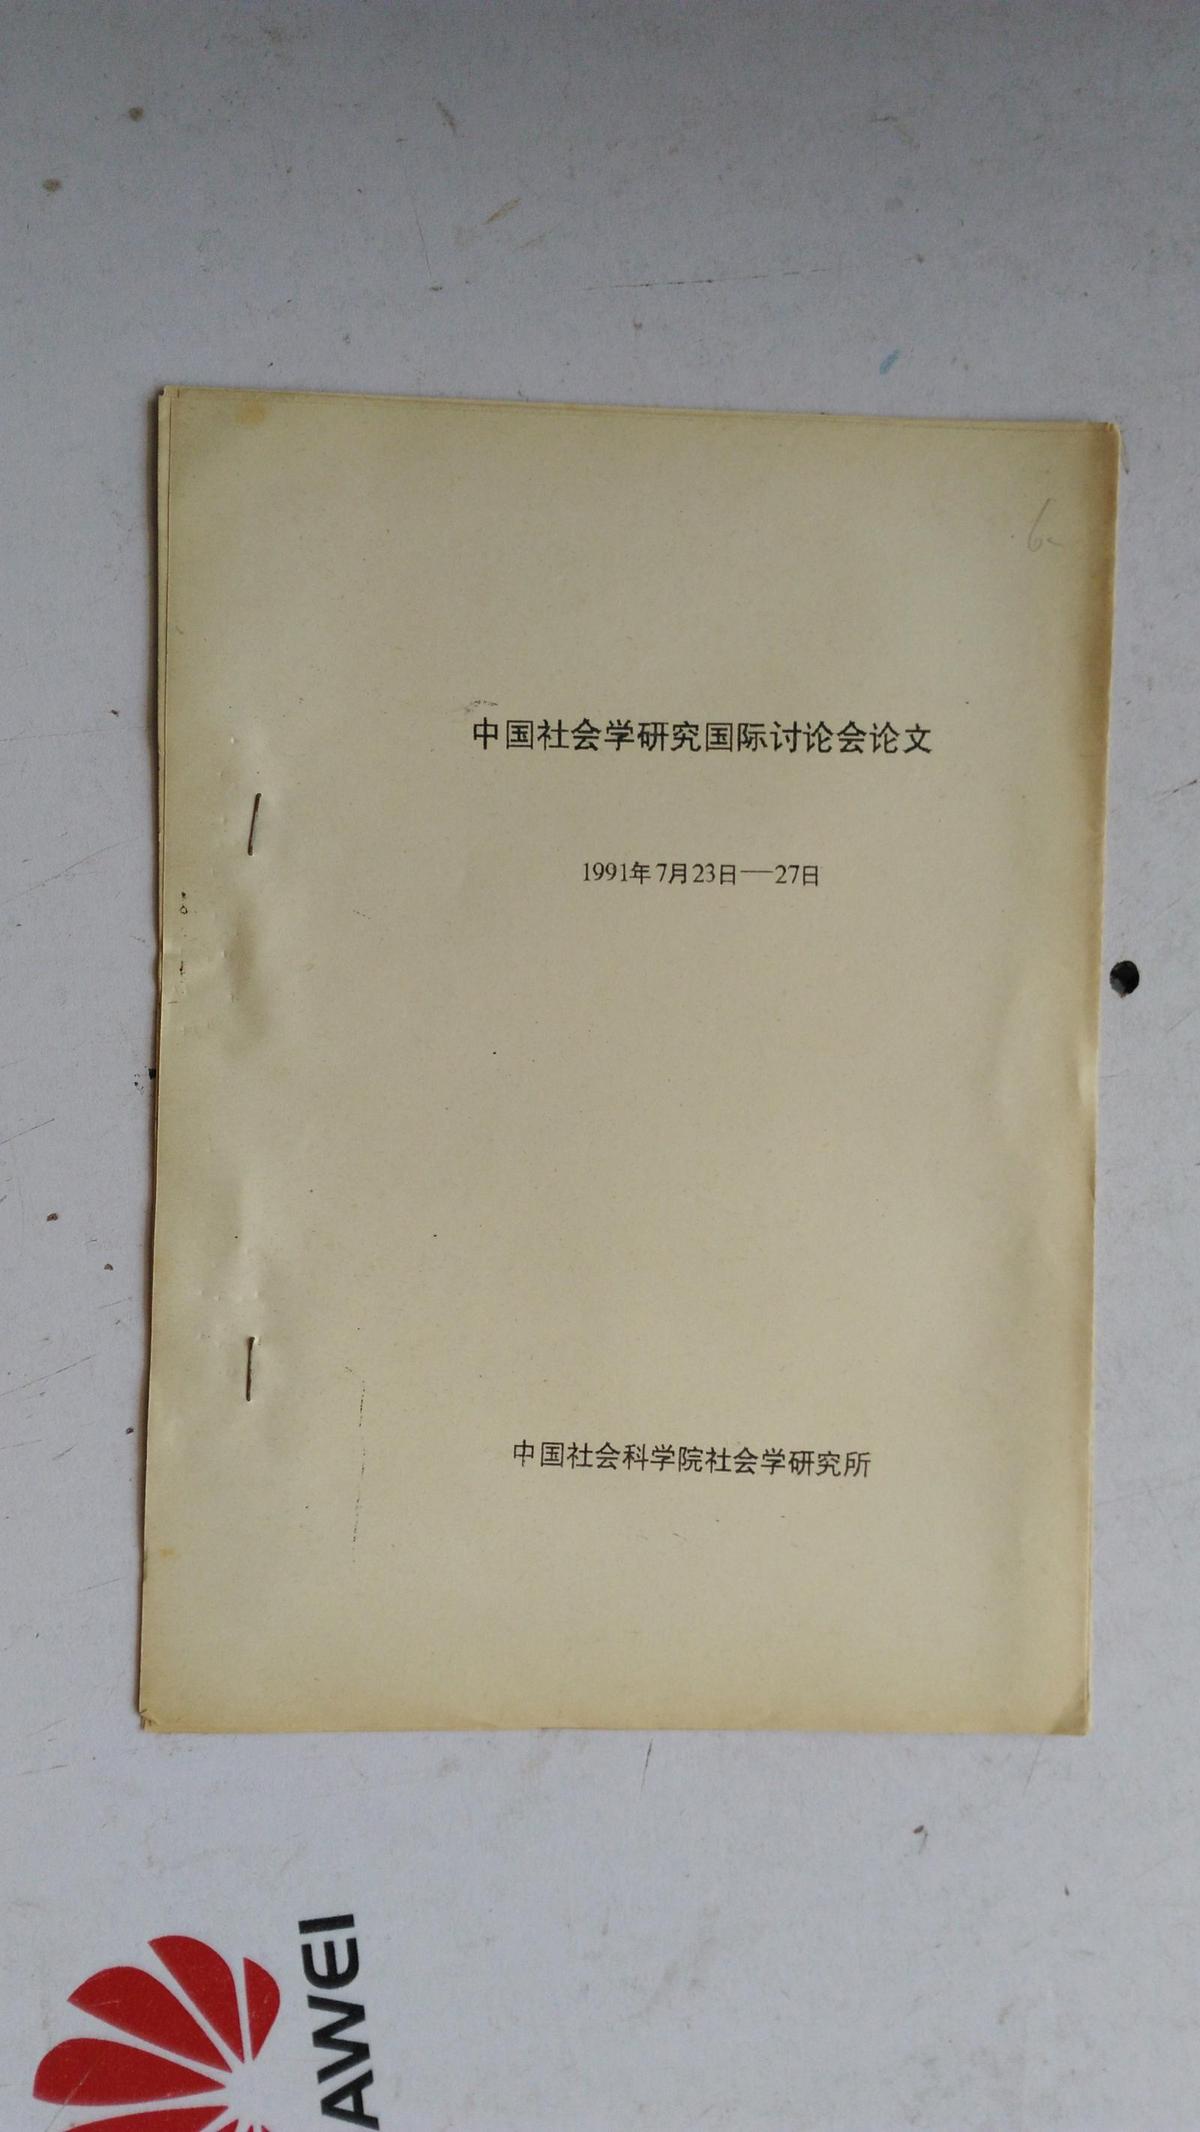 6
中国社会学研究国际讨论会论文
1991年7月23日——27日
中国社会科学院社会学研究所
AWEI